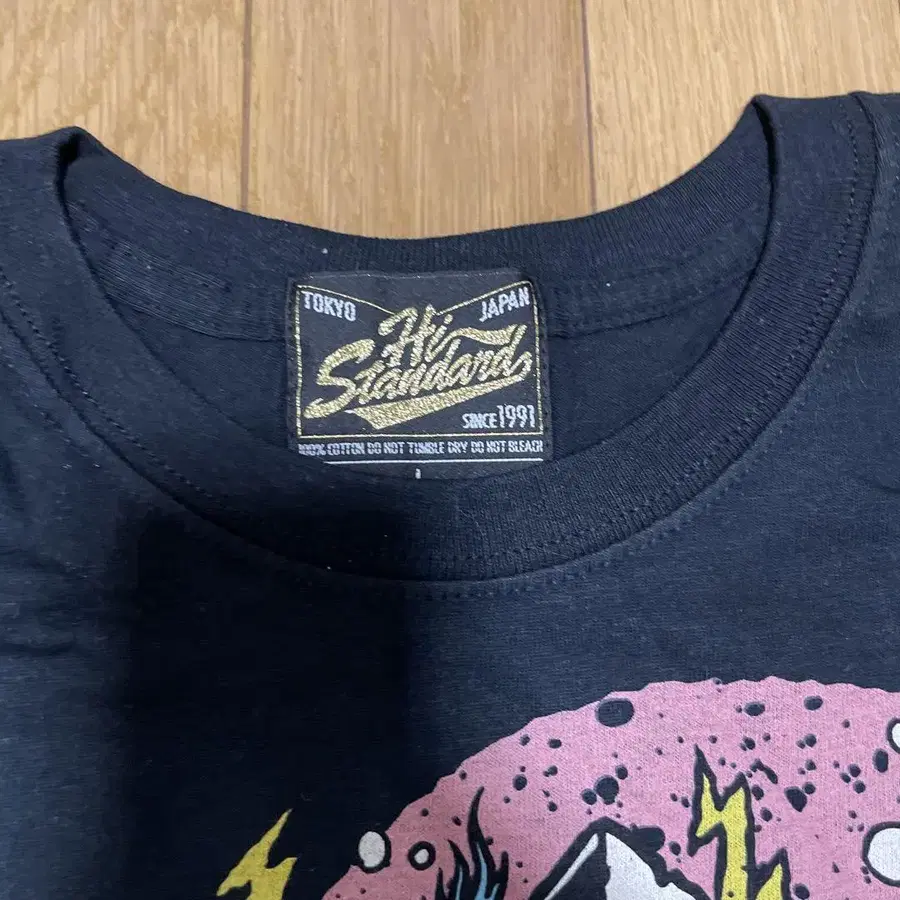 TOKYO JAPAN
Hi-
Standard
SINCE 1991
100% COTTON DO NOT TUMBLE DRY DO NOT BLEACH